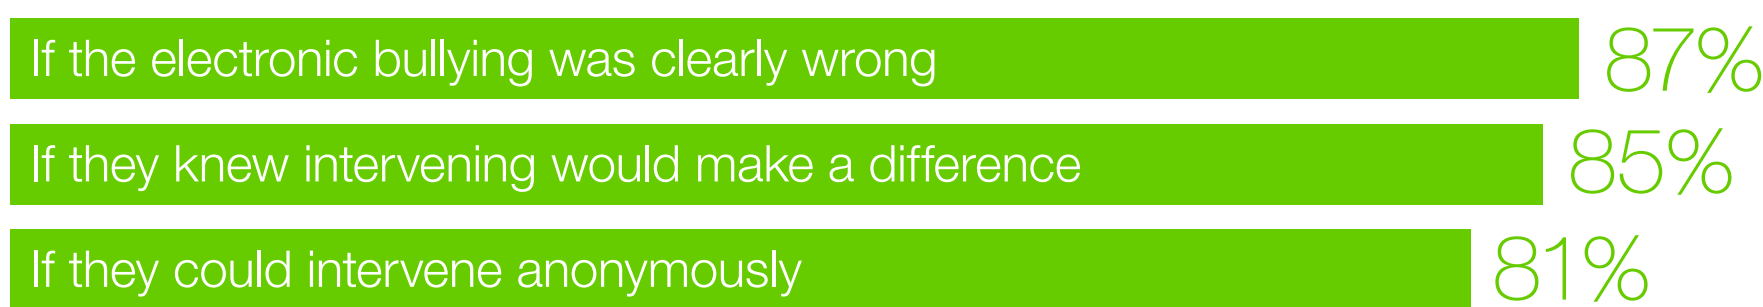 If the electronic bullying was clearly wrong 87%
If they knew intervening would make a difference 85%
If they could intervene anonymously 81%